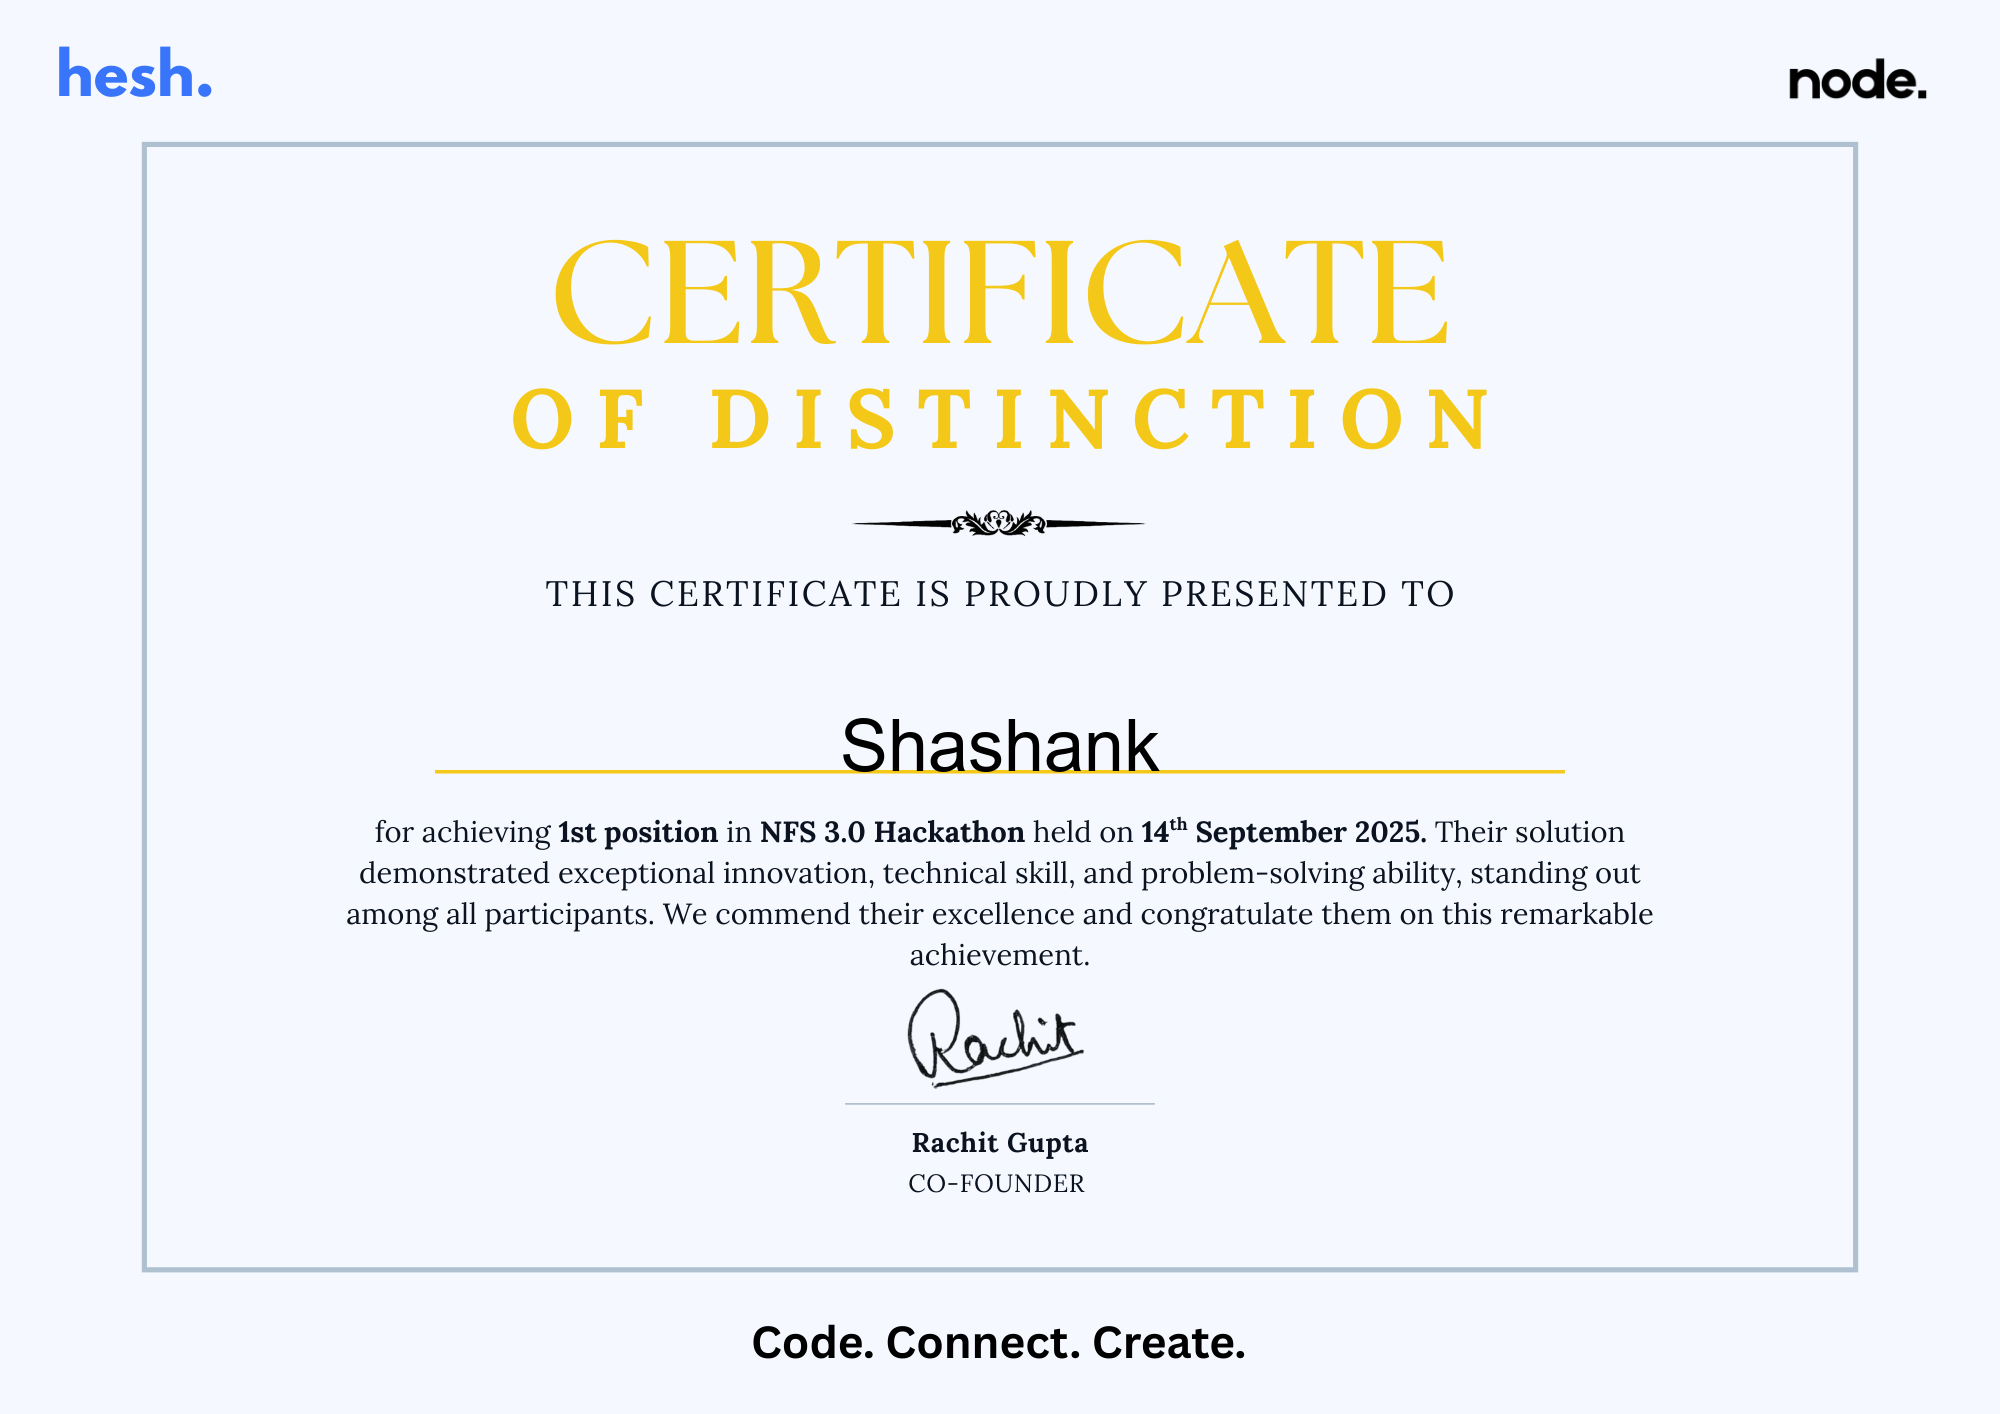 hesh.
node.
CERTIFICATE
OF DISTINCTION
THIS CERTIFICATE IS PROUDLY PRESENTED TO
Shashank
for achieving 1st position in NFS 3.0 Hackathon held on 14th September 2025. Their solution
demonstrated exceptional innovation, technical skill, and problem-solving ability, standing out
among all participants. We commend their excellence and congratulate them on this remarkable
achievement.
Rachit
Rachit Gupta
CO-FOUNDER
Code. Connect. Create.